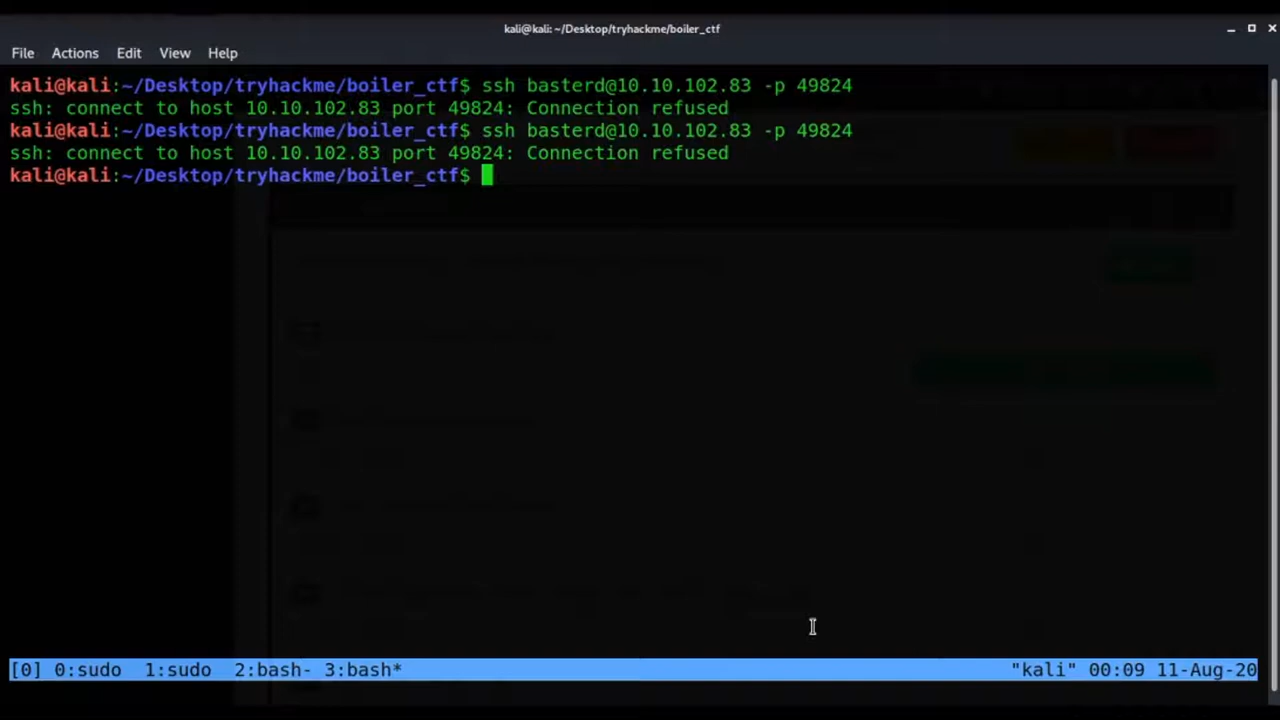 kali@kali: ~/Desktop/tryhackme/boiler_ctf
File Actions Edit View Help
kali@kali:~/Desktop/tryhackme/boiler_ctf$ ssh basterd@10.10.102.83 -p 49824
ssh: connect to host 10.10.102.83 port 49824: Connection refused
kali@kali:~/Desktop/tryhackme/boiler_ctf$ ssh basterd@10.10.102.83 -p 49824
ssh: connect to host 10.10.102.83 port 49824: Connection refused
kali@kali:~/Desktop/tryhackme/boiler_ctf$
[0] 0:sudo 1:sudo 2:bash- 3:bash* "kali" 00:09 11-Aug-20